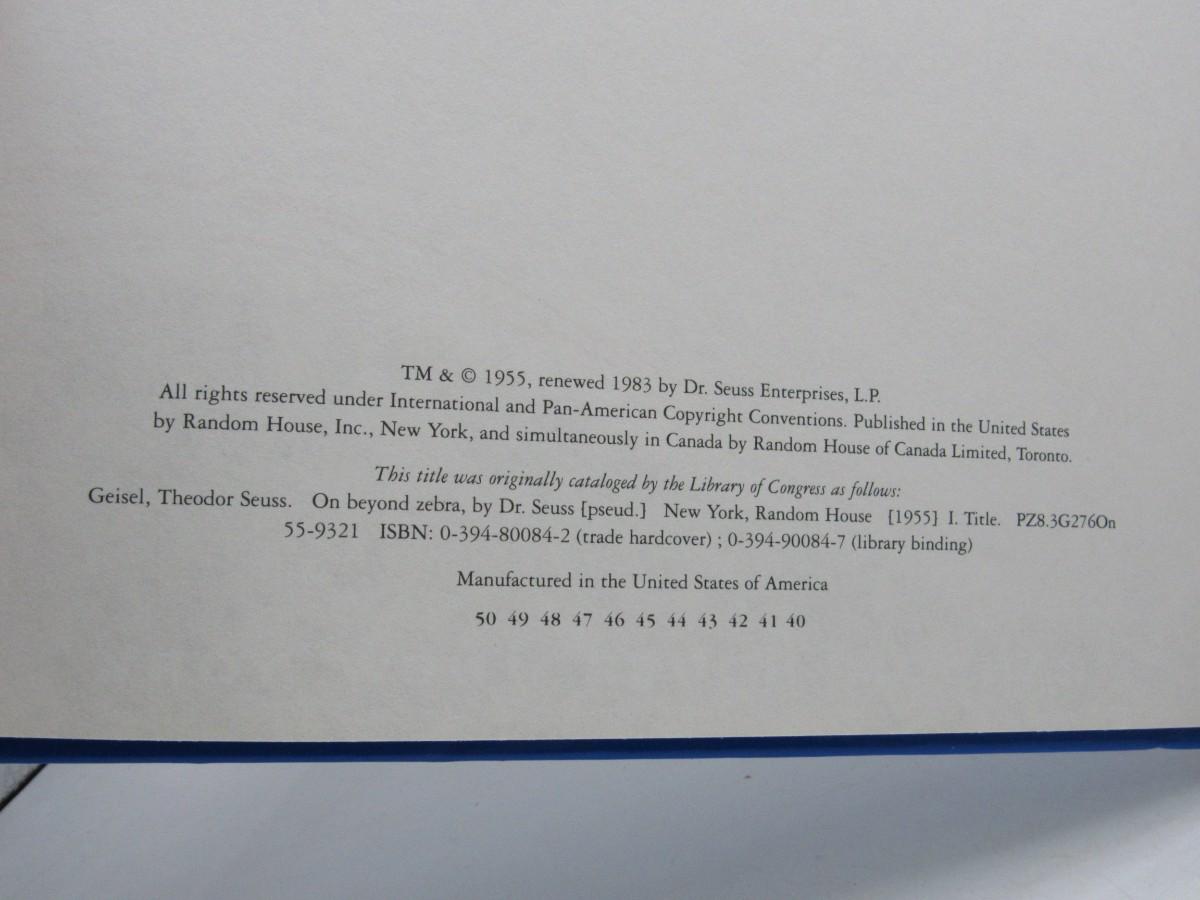 TM & © 1955, renewed 1983 by Dr. Seuss Enterprises, L.P.
All rights reserved under International and Pan-American Copyright Conventions. Published in the United States
by Random House, Inc., New York, and simultaneously in Canada by Random House of Canada Limited, Toronto.
This title was originally cataloged by the Library of Congress as follows:
Geisel, Theodor Seuss. On beyond zebra, by Dr. Seuss [pseud.] New York, Random House [1955] I. Title. PZ8.3G276On
55-9321 ISBN: 0-394-80084-2 (trade hardcover) ; 0-394-90084-7 (library binding)
Manufactured in the United States of America
50 49 48 47 46 45 44 43 42 41 40